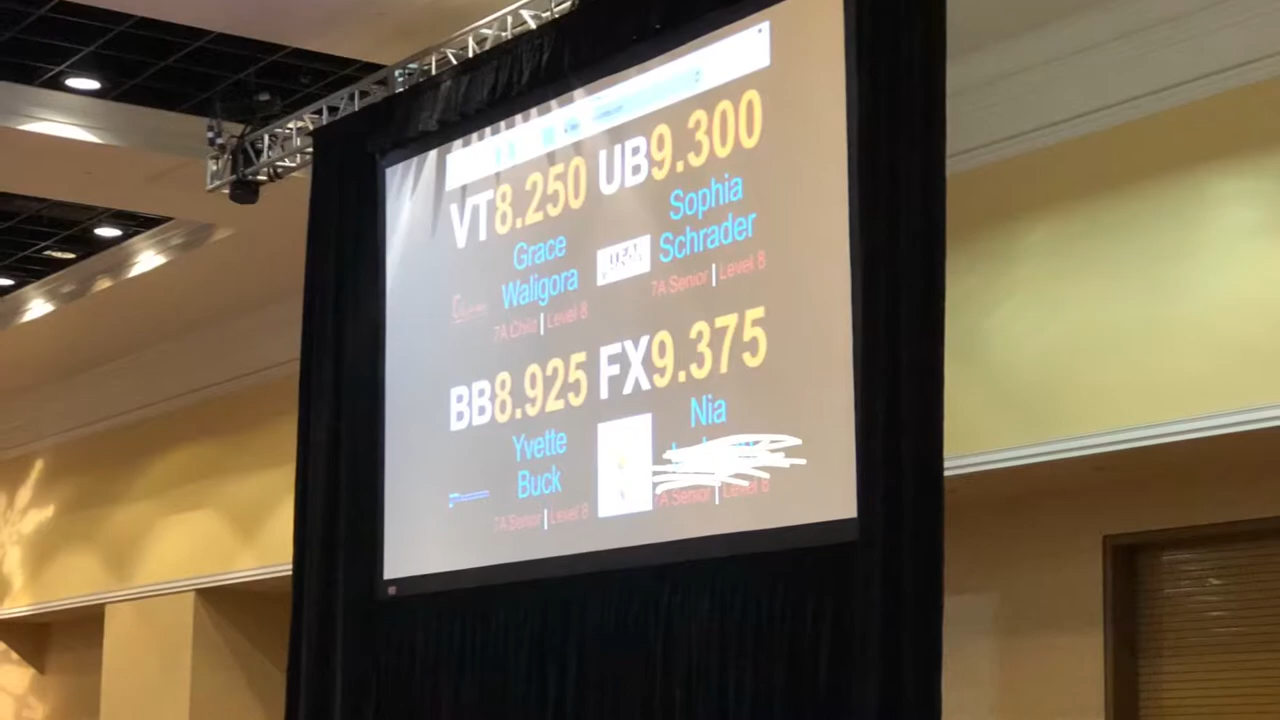 VT8.250
Grace
Waligora
7A Child | Level 8
UB9.300
Sophia
Schrader
7A Senior | Level 8
BB8.925
Yvette
Buck
7A Senior | Level 8
FX9.375
Nia
7A Senior | Level 8